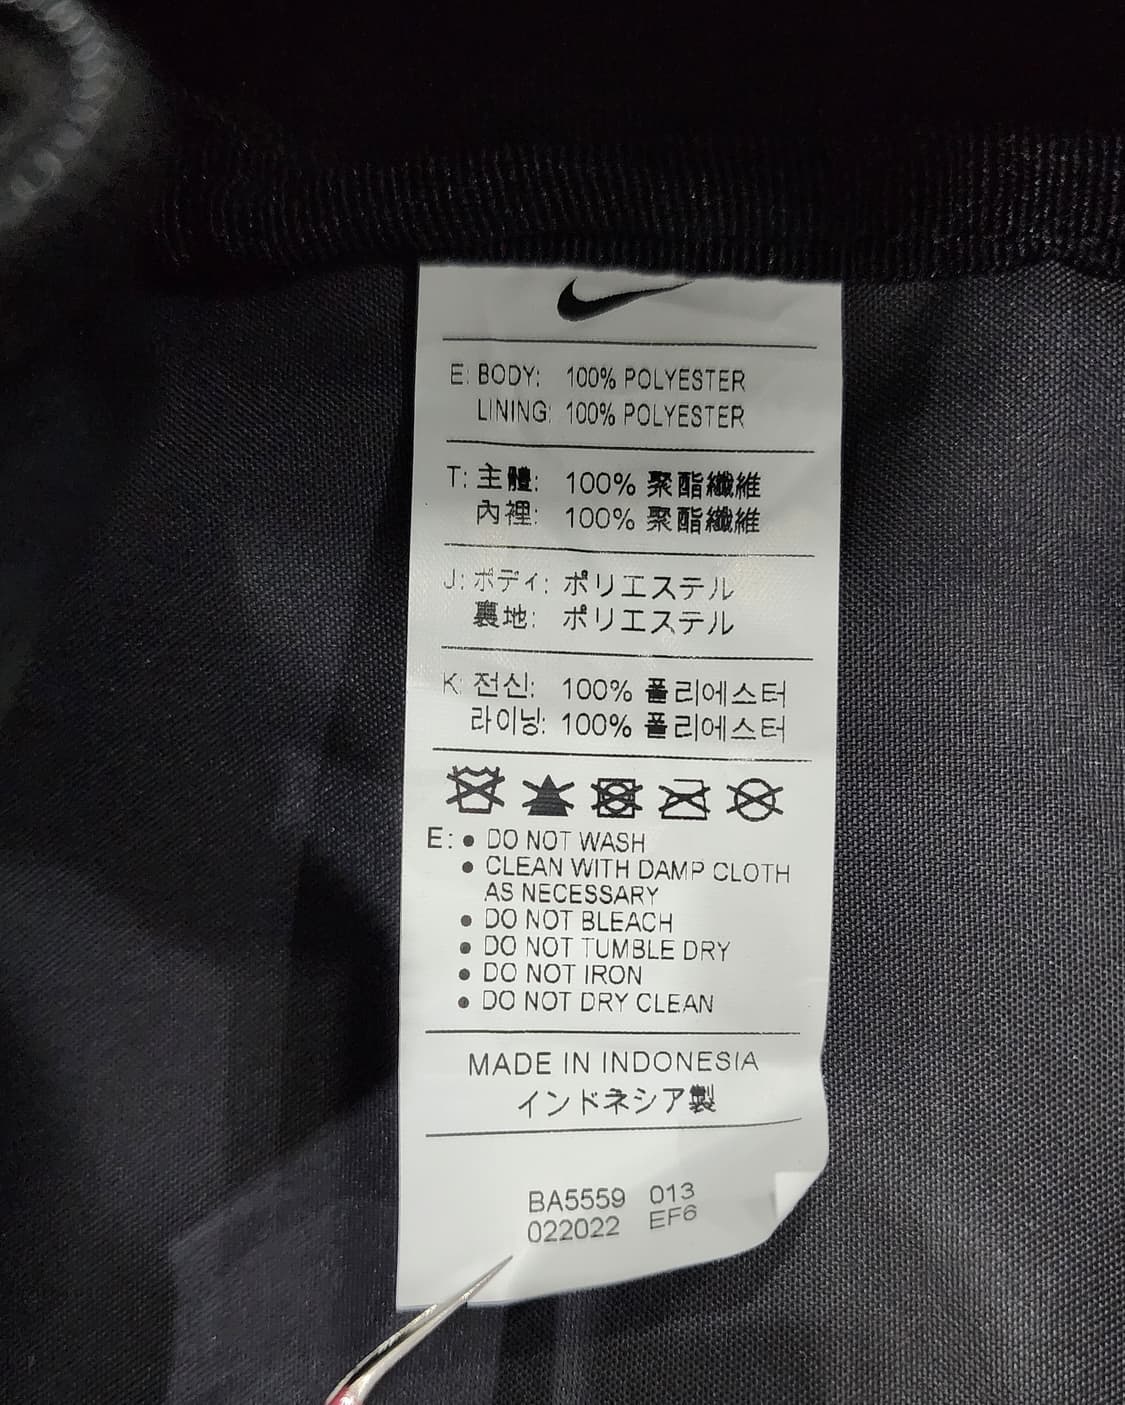 E: BODY: 100% POLYESTER
LINING: 100% POLYESTER
T: 主體: 100% 聚酯纖維
內裡: 100% 聚酯纖維
J: ボディ: ポリエステル
裏地: ポリエステル
K: 전신: 100% 폴리에스터
라이닝: 100% 폴리에스터
E: • DO NOT WASH
• CLEAN WITH DAMP CLOTH
AS NECESSARY
• DO NOT BLEACH
• DO NOT TUMBLE DRY
• DO NOT IRON
• DO NOT DRY CLEAN
MADE IN INDONESIA
インドネシア製
BA5559 013
022022 EF6